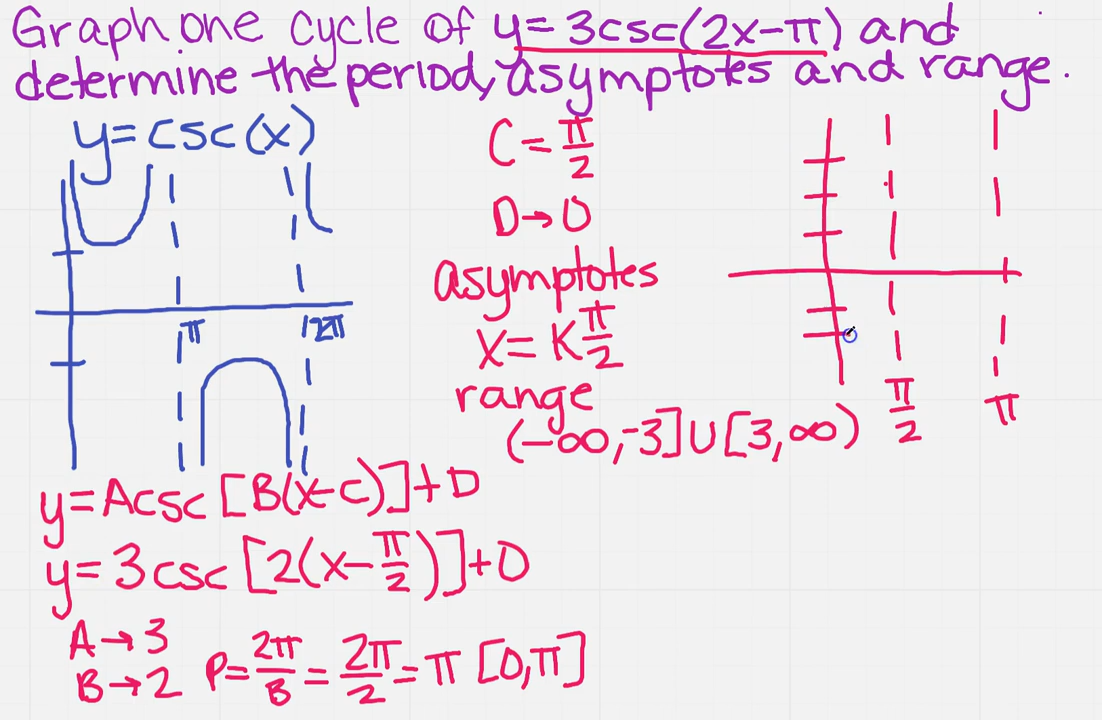 Graph one cycle of y=3csc(2x-π) and
determine the period, asymptotes and range.
y=csc(x)
π
2π
C=π/2
D→0
asymptotes
x=Kπ/2
range
(-∞,-3]∪[3,∞)
π/2
π
y=Acsc[B(x-c)]+D
y=3csc[2(x-π/2)]+0
A→3
B→2
P=2π/B=2π/2=π [0,π]